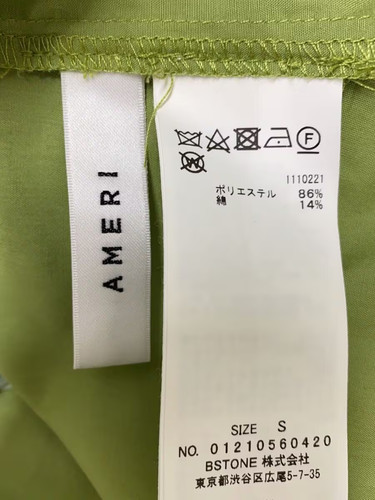 AMERI
F
W
1110221
ポリエステル 86%
綿 14%
SIZE S
NO. 01210560420
BSTONE 株式会社
東京都渋谷区広尾5-7-35